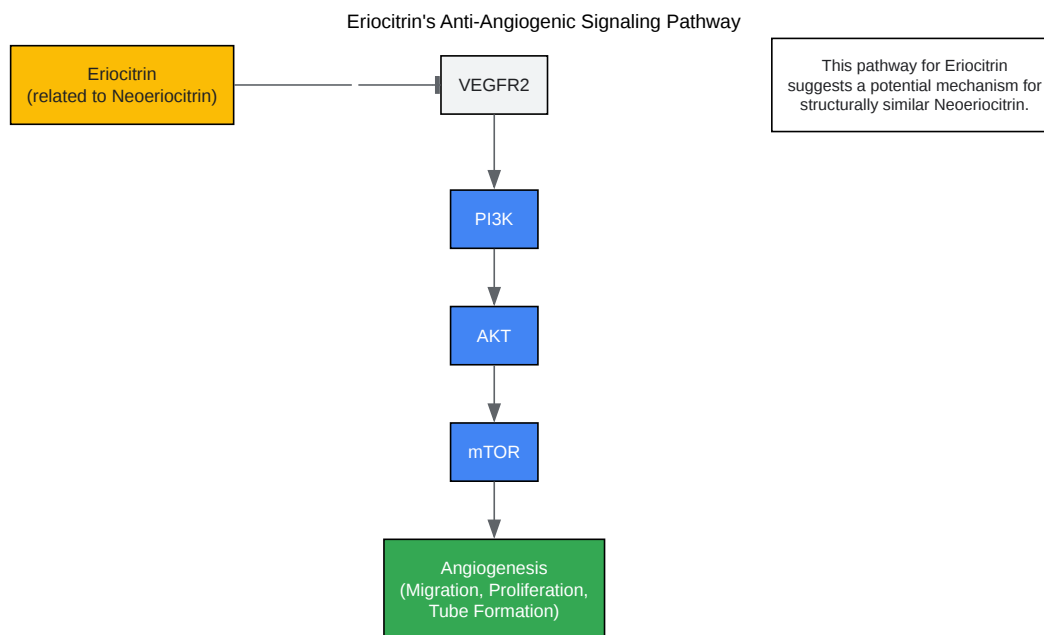 Eriocitrin's Anti-Angiogenic Signaling Pathway
Eriocitrin
(related to Neoeriocitrin)
VEGFR2
This pathway for Eriocitrin
suggests a potential mechanism for
structurally similar Neoeriocitrin.
PI3K
AKT
mTOR
Angiogenesis
(Migration, Proliferation,
Tube Formation)